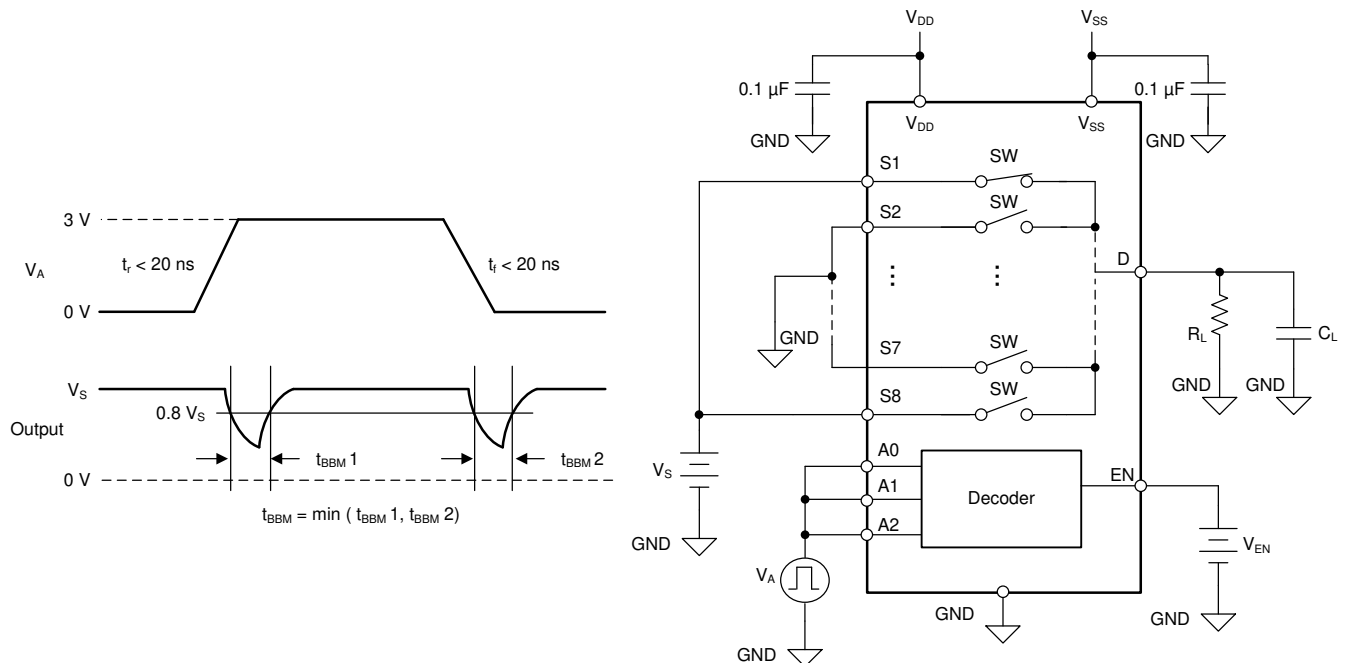 3 V
V_A
t_r < 20 ns
t_f < 20 ns
0 V
V_S
0.8 V_S
Output
t_BBM 1
t_BBM 2
0 V
t_BBM = min ( t_BBM 1, t_BBM 2)
V_DD
V_SS
0.1 µF
0.1 µF
GND
V_DD
V_SS
GND
S1
SW
S2
SW
⋮
⋮
D
GND
S7
SW
R_L
C_L
S8
SW
GND
GND
V_S
A0
A1
Decoder
EN
A2
GND
V_EN
V_A
GND
GND
GND